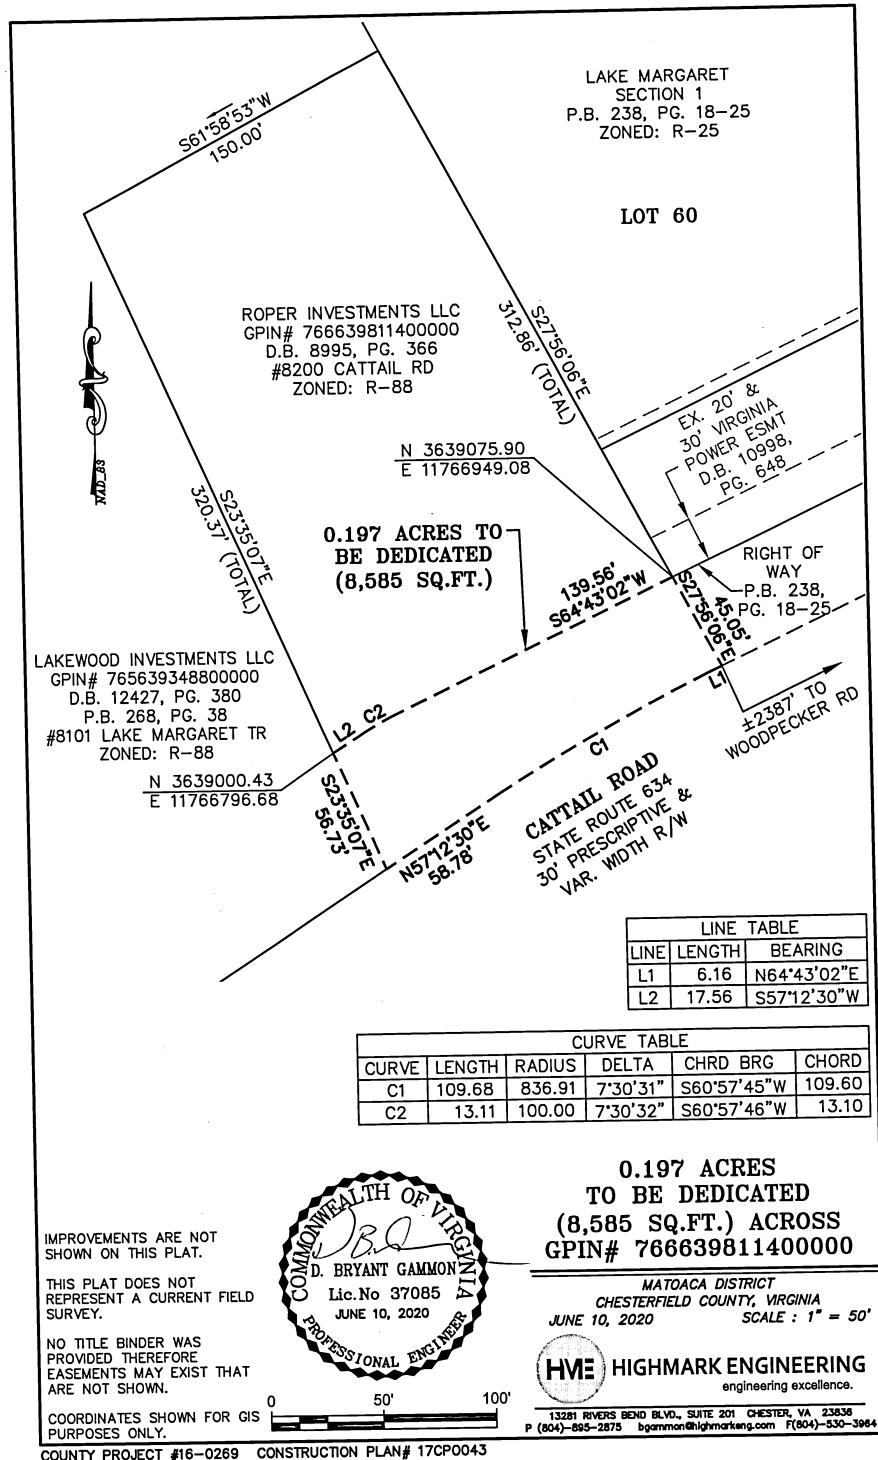 S61°58'53"W
150.00'
LAKE MARGARET
SECTION 1
P.B. 238, PG. 18-25
ZONED: R-25
LOT 60
ROPER INVESTMENTS LLC
GPIN# 766639811400000
D.B. 8995, PG. 366
#8200 CATTAIL RD
ZONED: R-88
S27°56'06"E
312.86' (TOTAL)
NAD 83
EX. 20' &
30' VIRGINIA
POWER ESMT
D.B. 10998,
PG. 648
N 3639075.90
E 11766949.08
S23°35'07"E
320.37' (TOTAL)
0.197 ACRES TO
BE DEDICATED
(8,585 SQ.FT.)
139.56'
S64°43'02"W
RIGHT OF
WAY
P.B. 238,
PG. 18-25
45.05'
S27°56'06"E
LAKEWOOD INVESTMENTS LLC
GPIN# 765639348800000
D.B. 12427, PG. 380
P.B. 268, PG. 38
#8101 LAKE MARGARET TR
ZONED: R-88
L2 C2
L1
±2387' TO
WOODPECKER RD
C1
N 3639000.43
E 11766796.68
S23°35'07"E
56.73'
N57°12'30"E
58.78'
CATTAIL ROAD
STATE ROUTE 634
30' PRESCRIPTIVE &
VAR. WIDTH R/W
LINE TABLE
LINE LENGTH BEARING
L1 6.16 N64°43'02"E
L2 17.56 S57°12'30"W
CURVE TABLE
CURVE LENGTH RADIUS DELTA CHRD BRG CHORD
C1 109.68 836.91 7°30'31" S60°57'45"W 109.60
C2 13.11 100.00 7°30'32" S60°57'46"W 13.10
IMPROVEMENTS ARE NOT
SHOWN ON THIS PLAT.
THIS PLAT DOES NOT
REPRESENT A CURRENT FIELD
SURVEY.
NO TITLE BINDER WAS
PROVIDED THEREFORE
EASEMENTS MAY EXIST THAT
ARE NOT SHOWN.
COORDINATES SHOWN FOR GIS
PURPOSES ONLY.
COMMONWEALTH OF VIRGINIA
D. BRYANT GAMMON
Lic.No 37085
JUNE 10, 2020
PROFESSIONAL ENGINEER
0 50' 100'
0.197 ACRES
TO BE DEDICATED
(8,585 SQ.FT.) ACROSS
GPIN# 766639811400000
MATOACA DISTRICT
CHESTERFIELD COUNTY, VIRGINIA
JUNE 10, 2020 SCALE : 1" = 50'
HME HIGHMARK ENGINEERING
engineering excellence.
13281 RIVERS BEND BLVD., SUITE 201 CHESTER, VA 23836
P (804)-895-2875 bgammon@highmarkeng.com F(804)-530-3964
COUNTY PROJECT #16-0269 CONSTRUCTION PLAN# 17CP0043